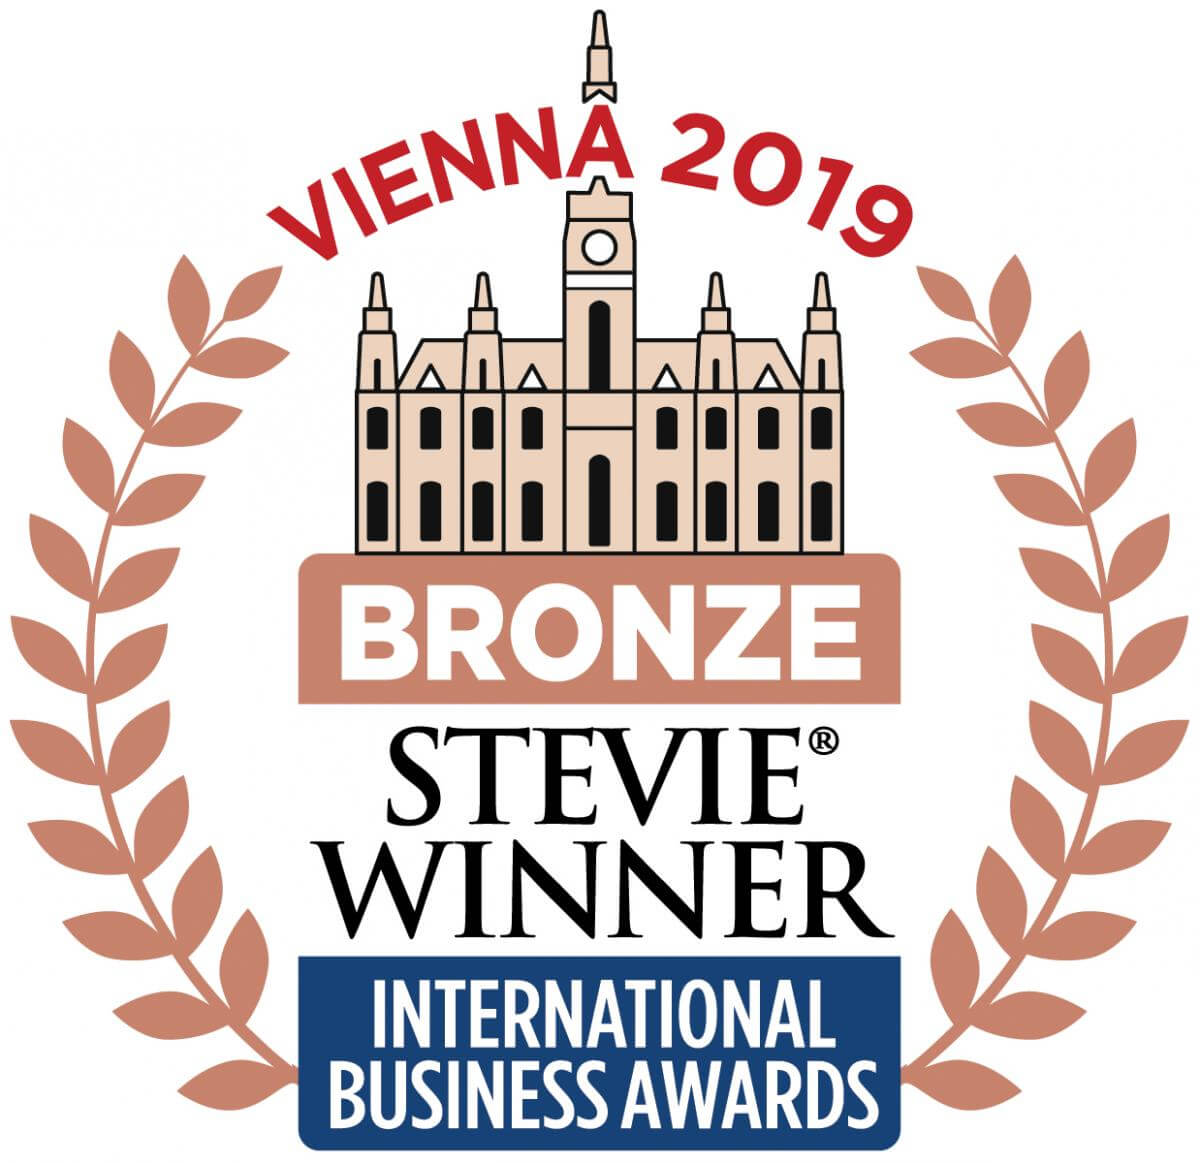 VIENNA 2019
BRONZE
STEVIE®
WINNER
INTERNATIONAL
BUSINESS AWARDS